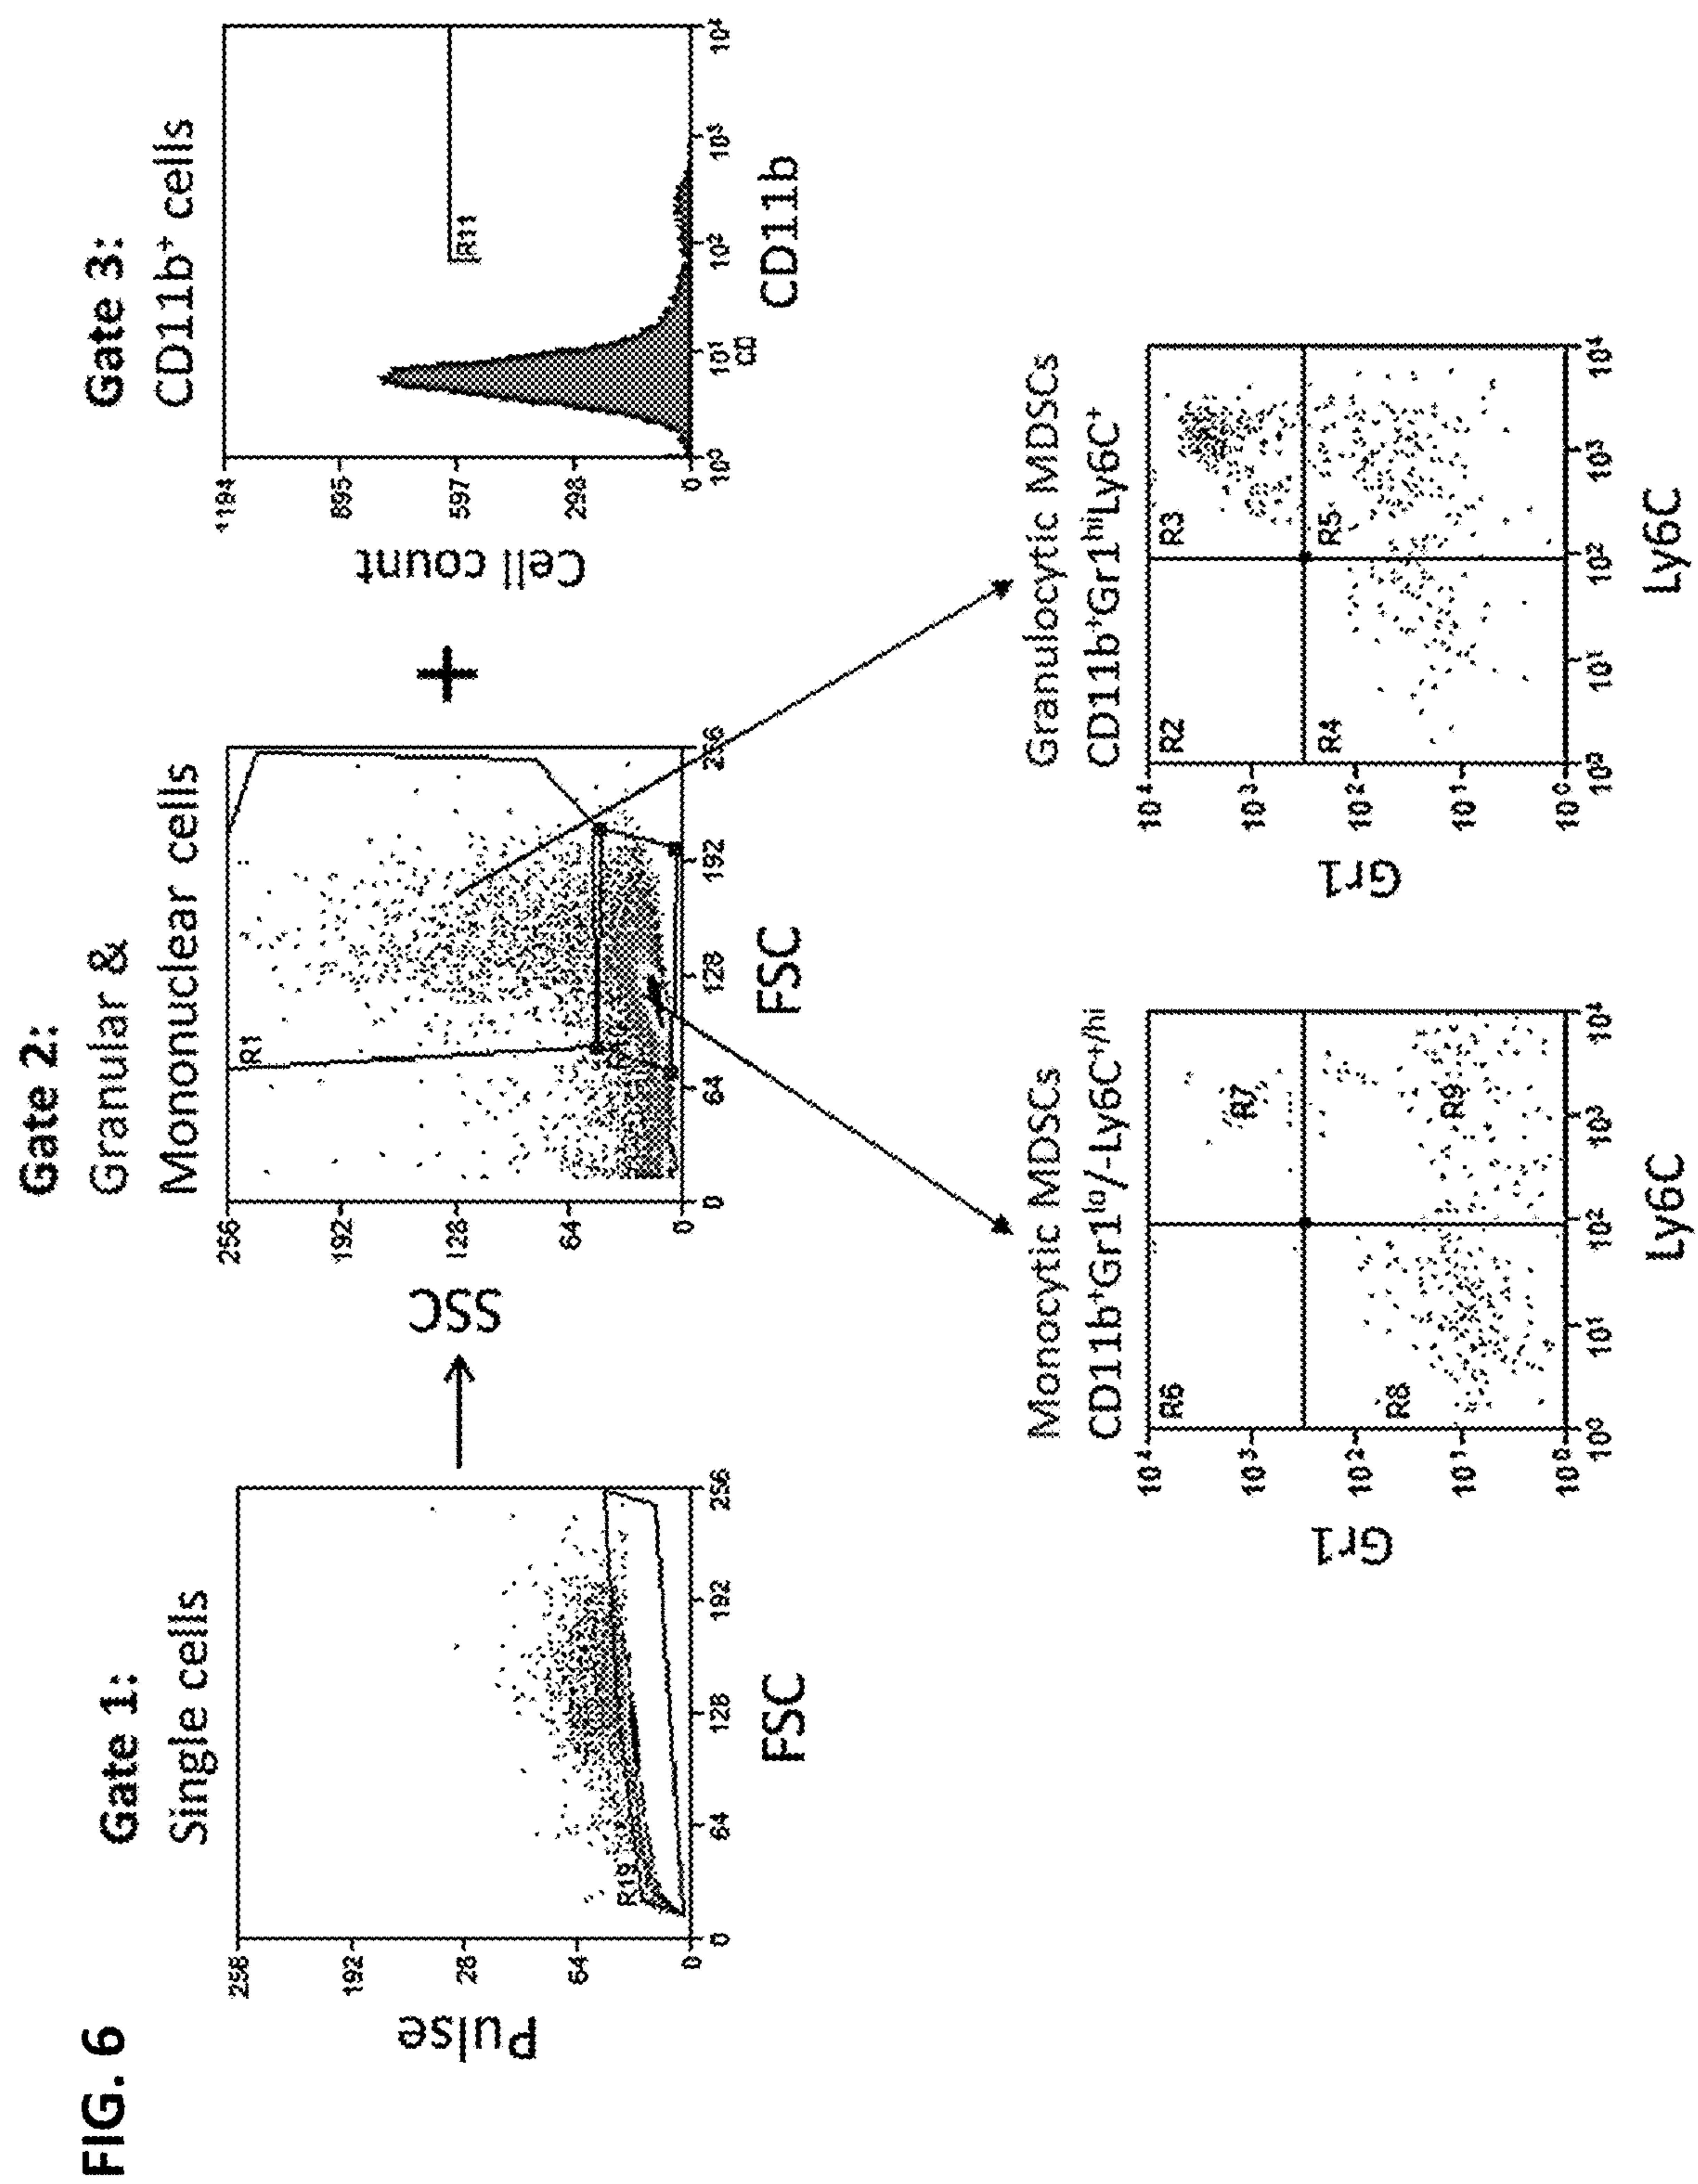 FIG. 6
Gate 1:
Single cells
Pulse
256
192
28
64
0
R19
0
64
128
192
256
FSC
Gate 2:
Granular &
Mononuclear cells
SSC
256
192
128
64
0
R1
0
64
128
192
256
FSC
+
Gate 3:
CD11b+ cells
Cell count
1194
895
597
298
0
R11
10⁰
10¹
10²
10³
10⁴
CD
CD11b
Monocytic MDSCs
CD11b⁺Gr1ˡᵒ/-Ly6C⁺/ʰⁱ
Gr1
10⁴
10³
10²
10¹
10⁰
R6
R7
R8
R9
10⁰
10¹
10²
10³
10⁴
Ly6C
Granulocytic MDSCs
CD11b⁺Gr1ʰⁱLy6C⁺
Gr1
10⁴
10³
10²
10¹
10⁰
R2
R3
R4
R5
10⁰
10¹
10²
10³
10⁴
Ly6C